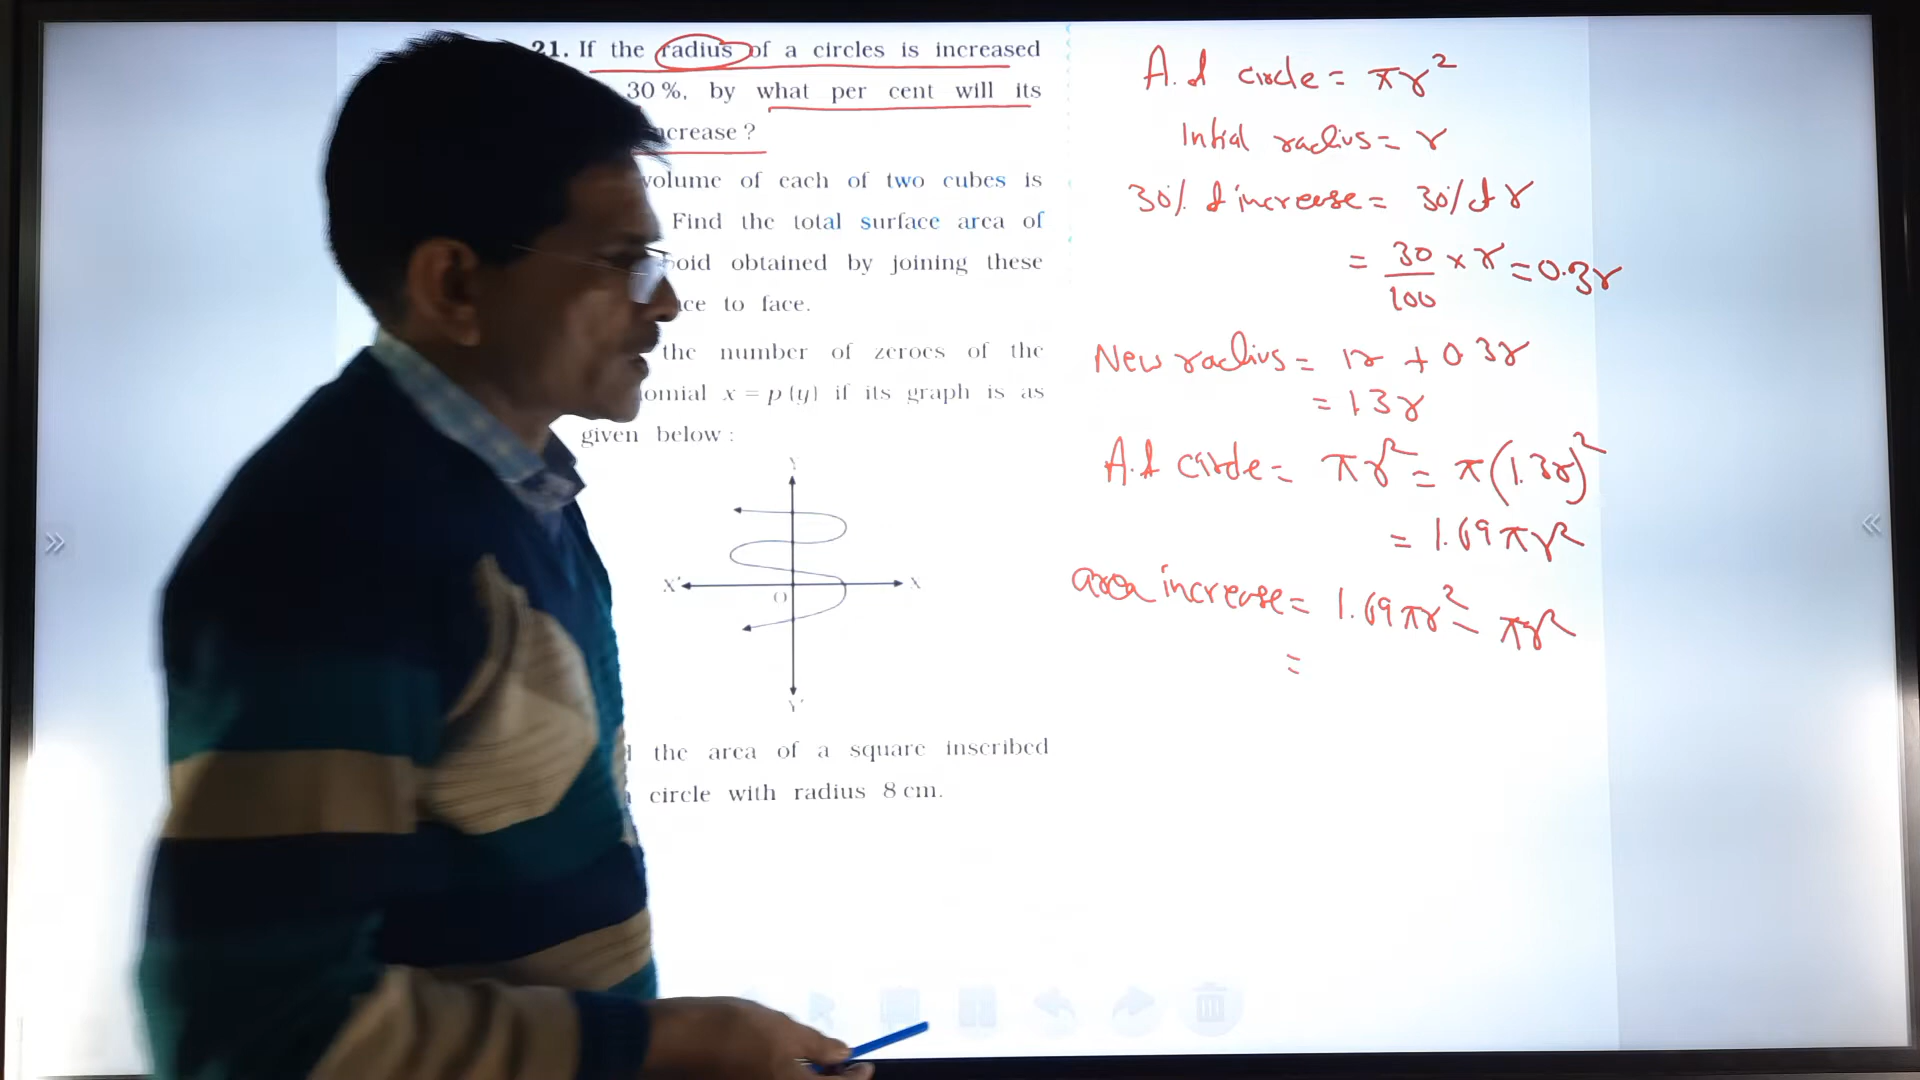 21. If the radius of a circles is increased
30 %, by what per cent will its
crease ?
volume of each of two cubes is
Find the total surface area of
oid obtained by joining these
ce to face.
the number of zeroes of the
omial x = p (y) if its graph is as
given below :
Y
X' O X
Y'
the area of a square inscribed
circle with radius 8 cm.
A. of circle = πr²
Initial radius = r
30% of increase = 30% of r
= 30/100 × r = 0.3r
New radius = 1r + 0.3r
= 1.3r
A. of circle = πr² = π(1.3r)²
= 1.69πr²
area increase = 1.69πr² - πr²
=